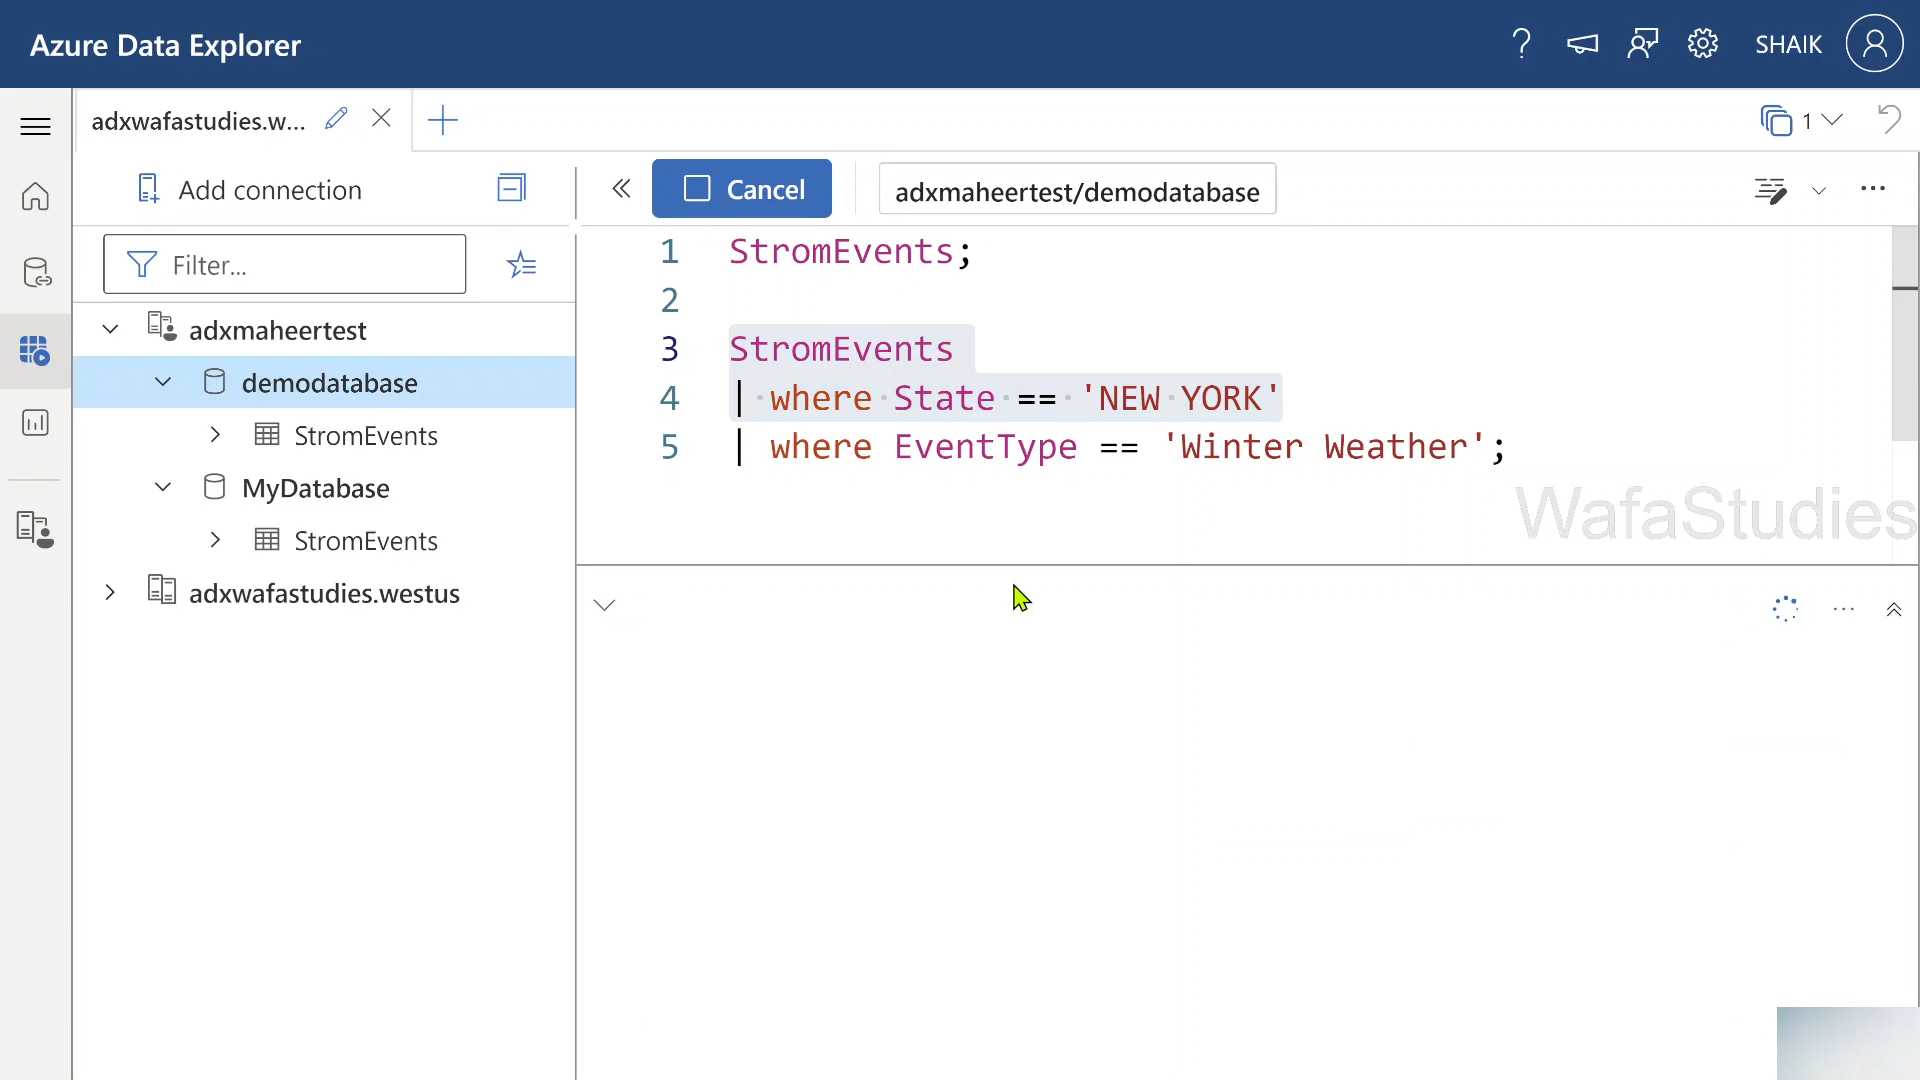 Azure Data Explorer
SHAIK
adxwafastudies.w...
1
Add connection
Cancel
adxmaheertest/demodatabase
Filter...
adxmaheertest
demodatabase
StromEvents
MyDatabase
StromEvents
adxwafastudies.westus
1 StromEvents;
2
3 StromEvents
4 | where State == 'NEW YORK'
5 | where EventType == 'Winter Weather';
WafaStudies